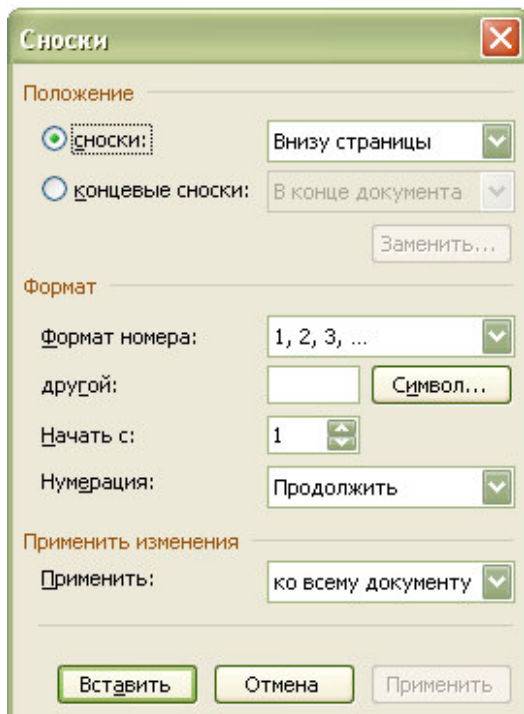 Сноски
Положение
сноски: Внизу страницы
концевые сноски: В конце документа
Заменить...
Формат
Формат номера: 1, 2, 3, ...
другой: Символ...
Начать с: 1
Нумерация: Продолжить
Применить изменения
Применить: ко всему документу
Вставить Отмена Применить